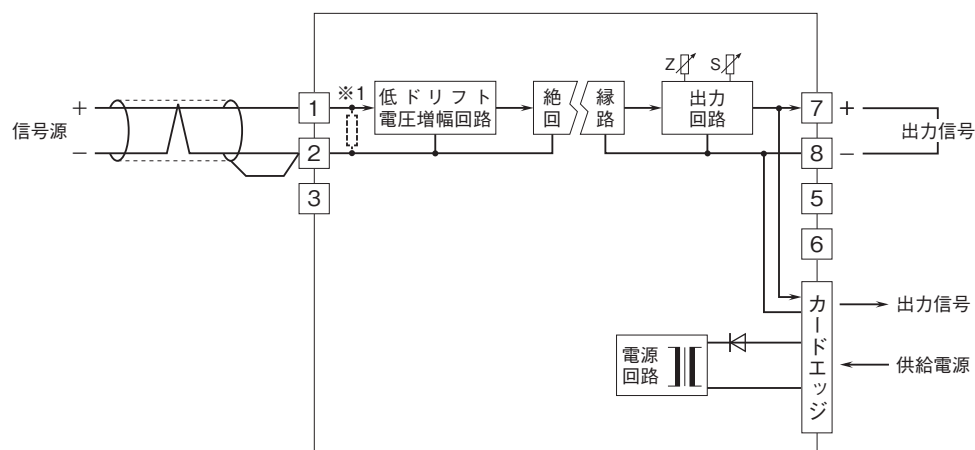 信号源
+
−
1
2
3
※1
低ドリフト
電圧増幅回路
絶 縁
回 路
Z
S
出力
回路
7
8
5
6
+
−
出力信号
カードエッジ
出力信号
供給電源
電源
回路